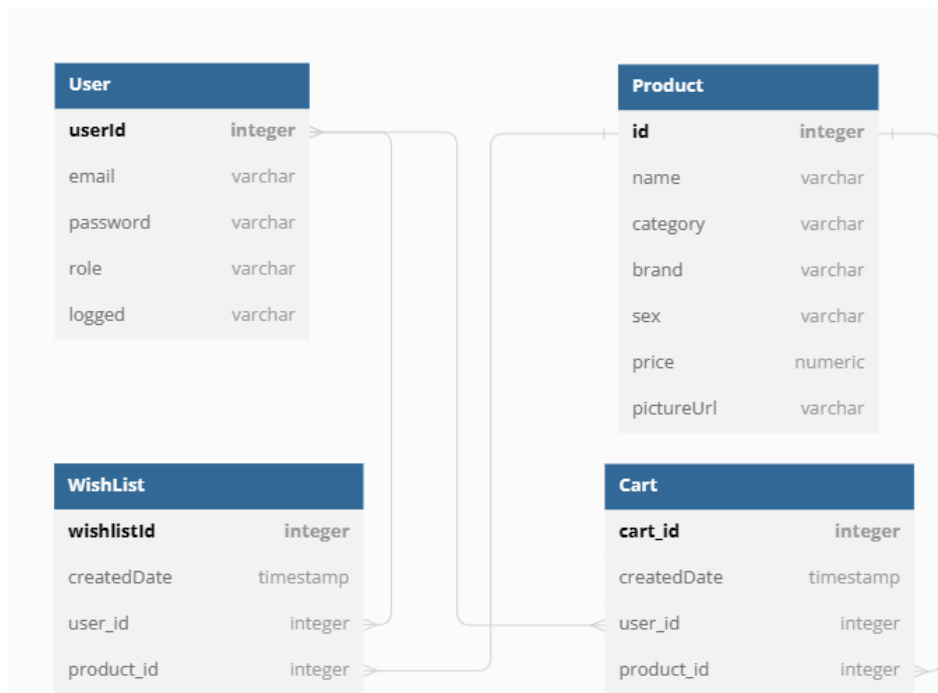 User
userId integer
email varchar
password varchar
role varchar
logged varchar
Product
id integer
name varchar
category varchar
brand varchar
sex varchar
price numeric
pictureUrl varchar
WishList
wishlistId integer
createdDate timestamp
user_id integer
product_id integer
Cart
cart_id integer
createdDate timestamp
user_id integer
product_id integer